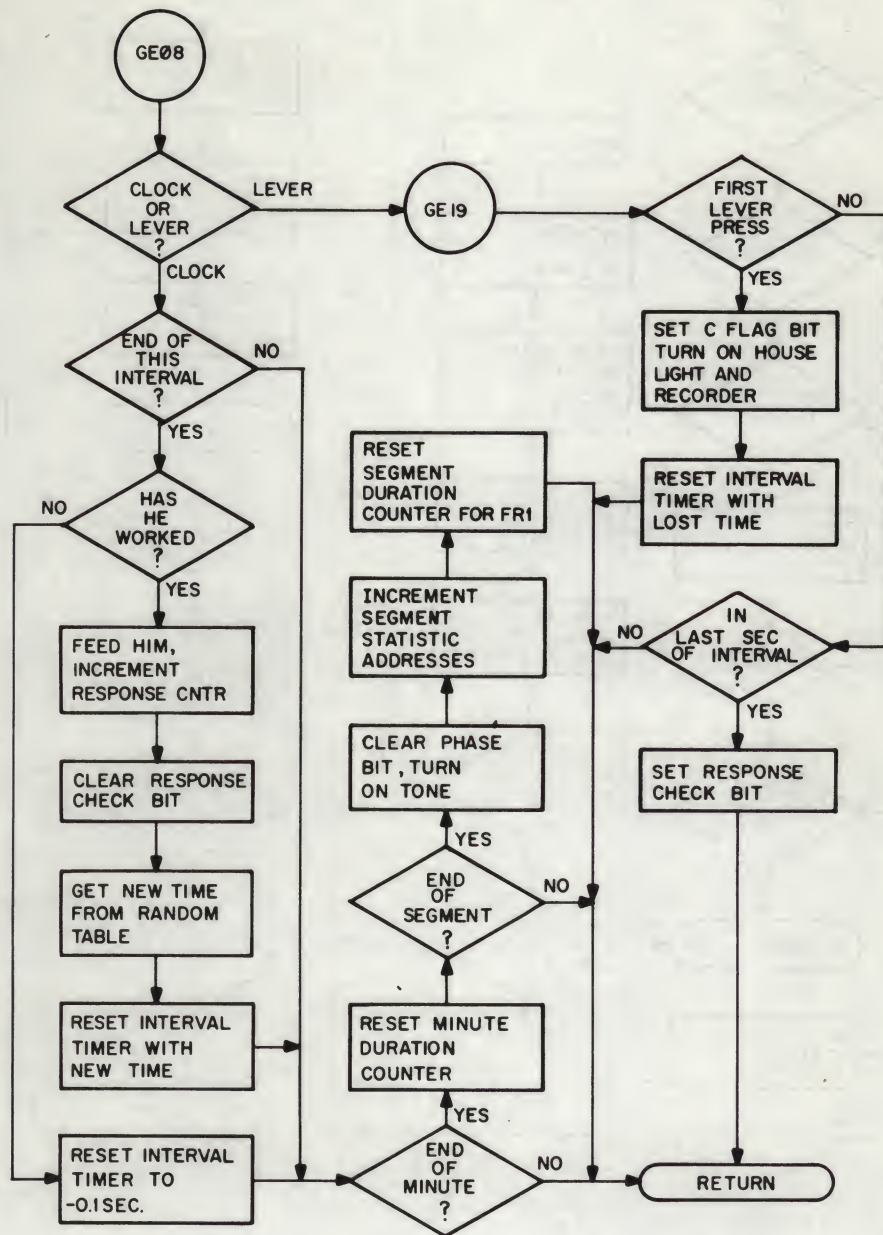 GEØ8
CLOCK
OR
LEVER
?
LEVER
CLOCK
GE19
FIRST
LEVER
PRESS
?
NO
YES
END OF
THIS
INTERVAL
?
NO
YES
SET C FLAG BIT
TURN ON HOUSE
LIGHT AND
RECORDER
RESET INTERVAL
TIMER WITH
LOST TIME
NO
HAS
HE
WORKED
?
YES
FEED HIM,
INCREMENT
RESPONSE CNTR
CLEAR RESPONSE
CHECK BIT
GET NEW TIME
FROM RANDOM
TABLE
RESET INTERVAL
TIMER WITH
NEW TIME
RESET INTERVAL
TIMER TO
-0.1 SEC.
RESET
SEGMENT
DURATION
COUNTER FOR FR1
INCREMENT
SEGMENT
STATISTIC
ADDRESSES
CLEAR PHASE
BIT, TURN
ON TONE
YES
END
OF
SEGMENT
?
NO
RESET MINUTE
DURATION
COUNTER
YES
END
OF
MINUTE
?
NO
IN
LAST SEC
OF INTERVAL
?
NO
YES
SET RESPONSE
CHECK BIT
RETURN